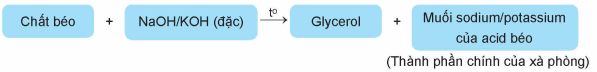 Chất béo + NaOH/KOH (đặc) t° → Glycerol + Muối sodium/potassium
của acid béo
(Thành phần chính của xà phòng)